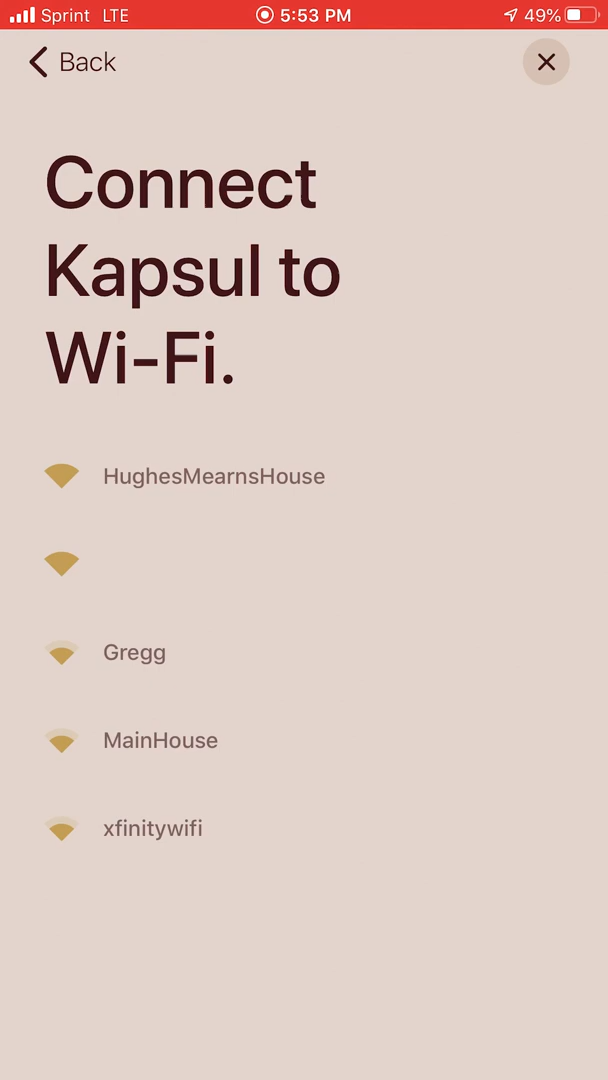 Sprint LTE 5:53 PM 49%
Back
Connect
Kapsul to
Wi-Fi.
HughesMearnsHouse
Gregg
MainHouse
xfinitywifi